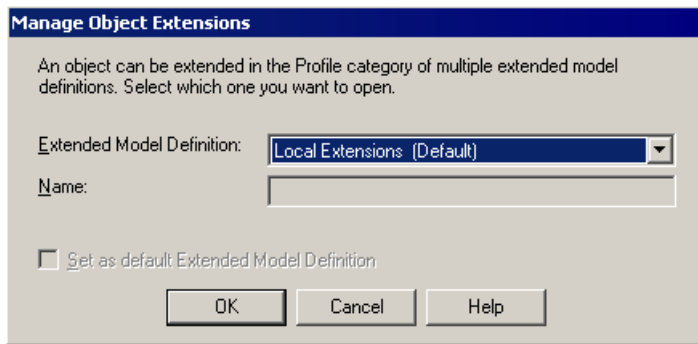 Manage Object Extensions
An object can be extended in the Profile category of multiple extended model
definitions. Select which one you want to open.
Extended Model Definition:
Local Extensions (Default)
Name:
Set as default Extended Model Definition
OK Cancel Help